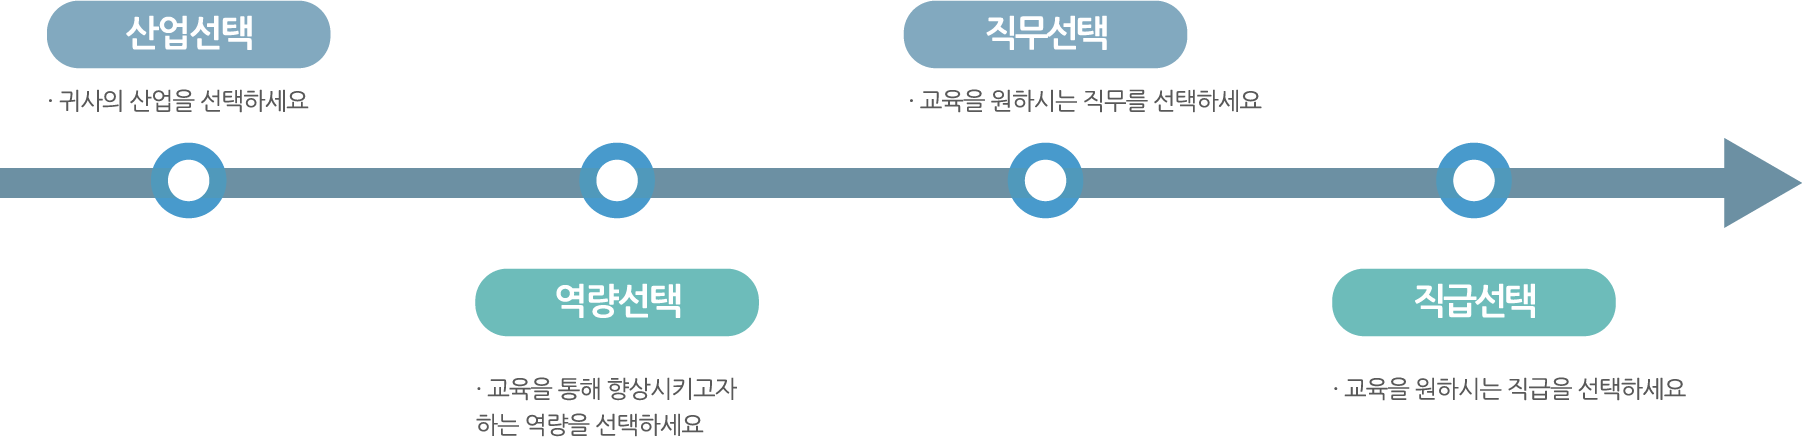 산업선택
· 귀사의 산업을 선택하세요
역량선택
· 교육을 통해 향상시키고자
하는 역량을 선택하세요
직무선택
· 교육을 원하시는 직무를 선택하세요
직급선택
· 교육을 원하시는 직급을 선택하세요